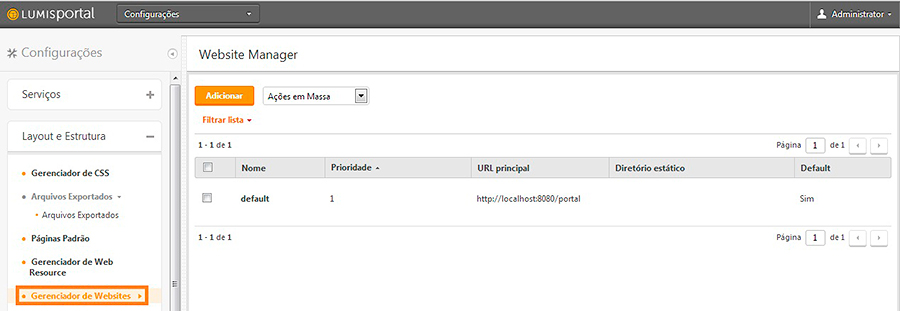 LUMISPORTAL Configurações Administrator
Configurações
Website Manager
Serviços
Layout e Estrutura
Gerenciador de CSS
Arquivos Exportados
Arquivos Exportados
Páginas Padrão
Gerenciador de Web
Resource
Gerenciador de Websites
Adicionar Ações em Massa
Filtrar lista
1 - 1 de 1 Página 1 de 1
Nome Prioridade URL principal Diretório estático Default
default 1 http://localhost:8080/portal Sim
1 - 1 de 1 Página 1 de 1